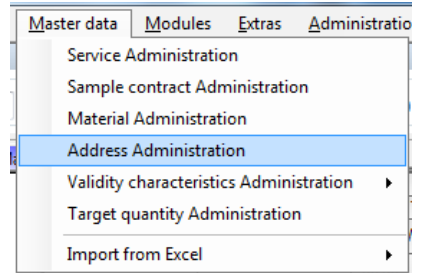 Master data Modules Extras Administratio
Service Administration
Sample contract Administration
Material Administration
Address Administration
Validity characteristics Administration
Target quantity Administration
Import from Excel